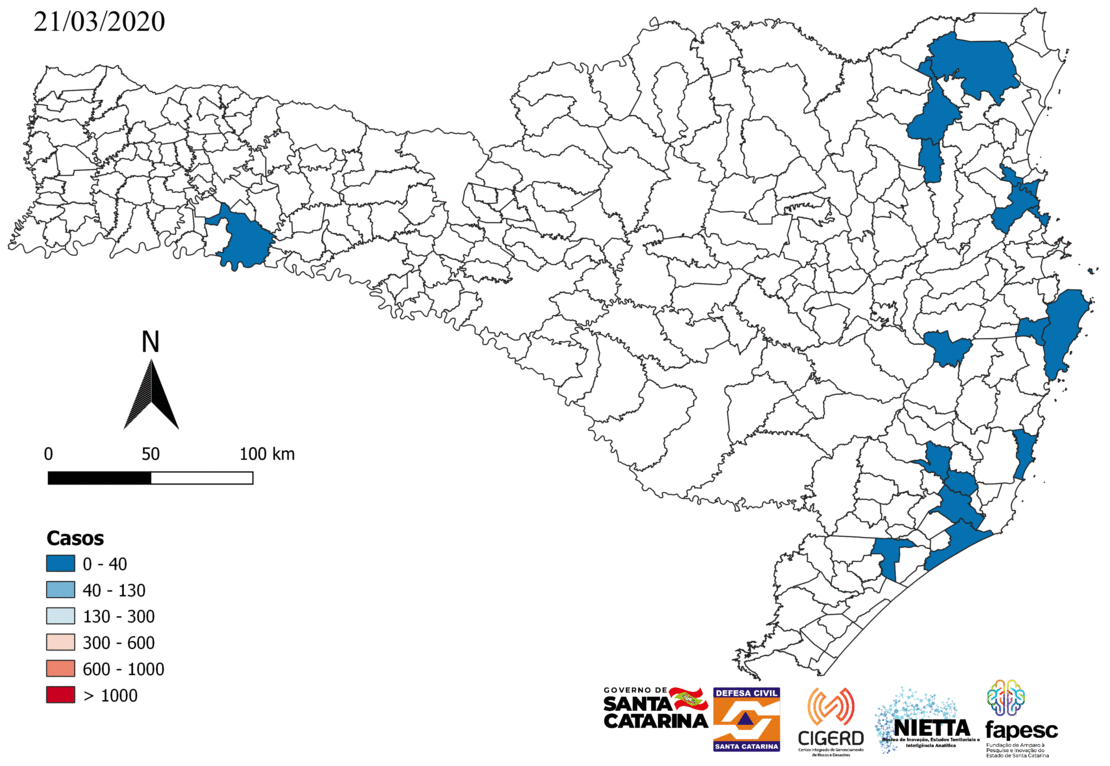 21/03/2020
N
0 50 100 km
Casos
0 - 40
40 - 130
130 - 300
300 - 600
600 - 1000
> 1000
GOVERNO DE
SANTA
CATARINA
DEFESA CIVIL
SANTA CATARINA
CIGERD
Centro Integrado de Gerenciamento
de Riscos e Desastres
NIETTA
Núcleo de Inovação, Estudos Territoriais e
Inteligência Analítica
fapesc
Fundação de Amparo à
Pesquisa e Inovação do
Estado de Santa Catarina